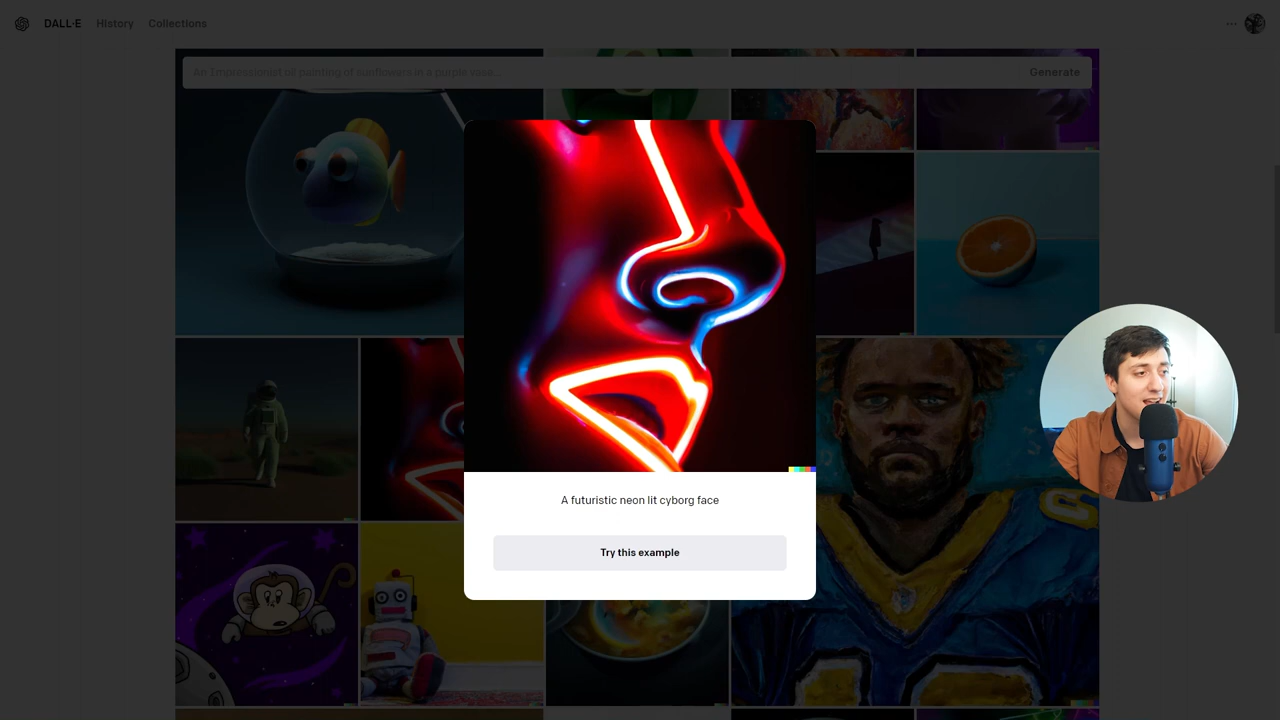 DALL·E History Collections
An Impressionist oil painting of sunflowers in a purple vase...
Generate
A futuristic neon lit cyborg face
Try this example